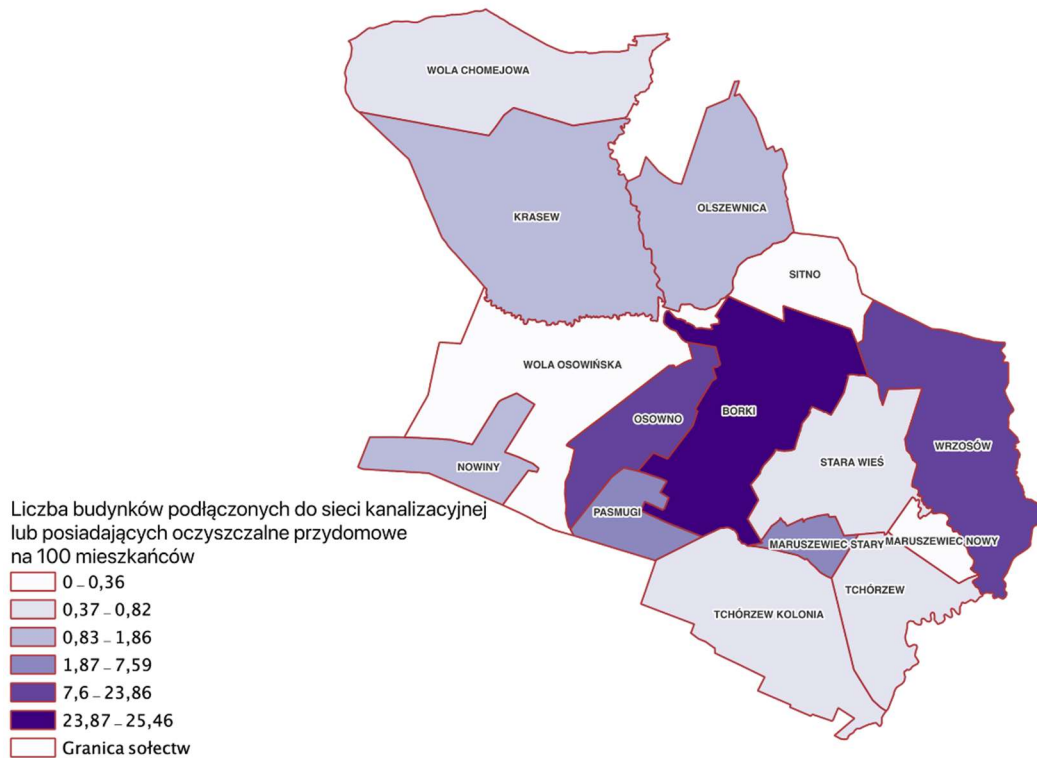 WOLA CHOMEJOWA
KRASEW
OLSZEWNICA
SITNO
WOLA OSOWIŃSKA
OSOWNO
BORKI
WRZOSÓW
NOWINY
STARA WIEŚ
PASMUGI
MARUSZEWIEC STARY
MARUSZEWIEC NOWY
TCHÓRZEW
TCHÓRZEW KOLONIA
Liczba budynków podłączonych do sieci kanalizacyjnej
lub posiadających oczyszczalne przydomowe
na 100 mieszkańców
0 – 0,36
0,37 – 0,82
0,83 – 1,86
1,87 – 7,59
7,6 – 23,86
23,87 – 25,46
Granica sołectw